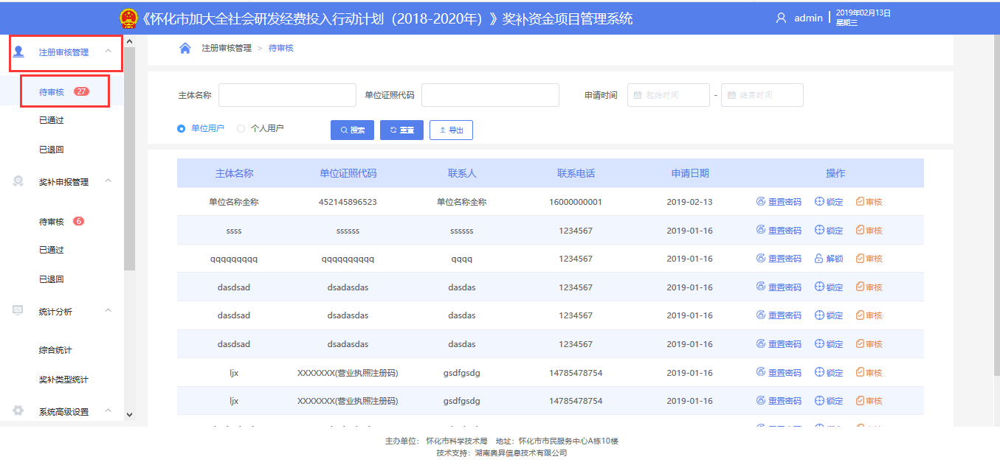 《怀化市加大全社会研发经费投入行动计划（2018-2020年）》奖补资金项目管理系统
admin
2019年02月13日
星期三
注册审核管理
待审核 27
已通过
已退回
奖补申报管理
待审核 6
已通过
已退回
统计分析
综合统计
奖补类型统计
系统高级设置
注册审核管理 > 待审核
主体名称 单位证照代码 申请时间 起始时间 - 结束时间
单位用户 个人用户 搜索 重置 导出
主体名称 单位证照代码 联系人 联系电话 申请日期 操作
单位名称全称 452145896523 单位名称全称 16000000001 2019-02-13 重置密码 锁定 审核
ssss ssssss ssssss 1234567 2019-01-16 重置密码 锁定 审核
qqqqqqqqq qqqqqqqqqq qqqq 1234567 2019-01-16 重置密码 解锁 审核
dasdsad dsadasdas dasdas 1234567 2019-01-16 重置密码 锁定 审核
dasdsad dsadasdas dasdas 1234567 2019-01-16 重置密码 锁定 审核
dasdsad dsadasdas dasdas 1234567 2019-01-16 重置密码 锁定 审核
ljx XXXXXXX(营业执照注册码) gsdfgsdg 14785478754 2019-01-16 重置密码 锁定 审核
ljx XXXXXXX(营业执照注册码) gsdfgsdg 14785478754 2019-01-16 重置密码 锁定 审核
主办单位： 怀化市科学技术局 地址：怀化市市民服务中心A栋10楼
技术支持：湖南奥昇信息技术有限公司